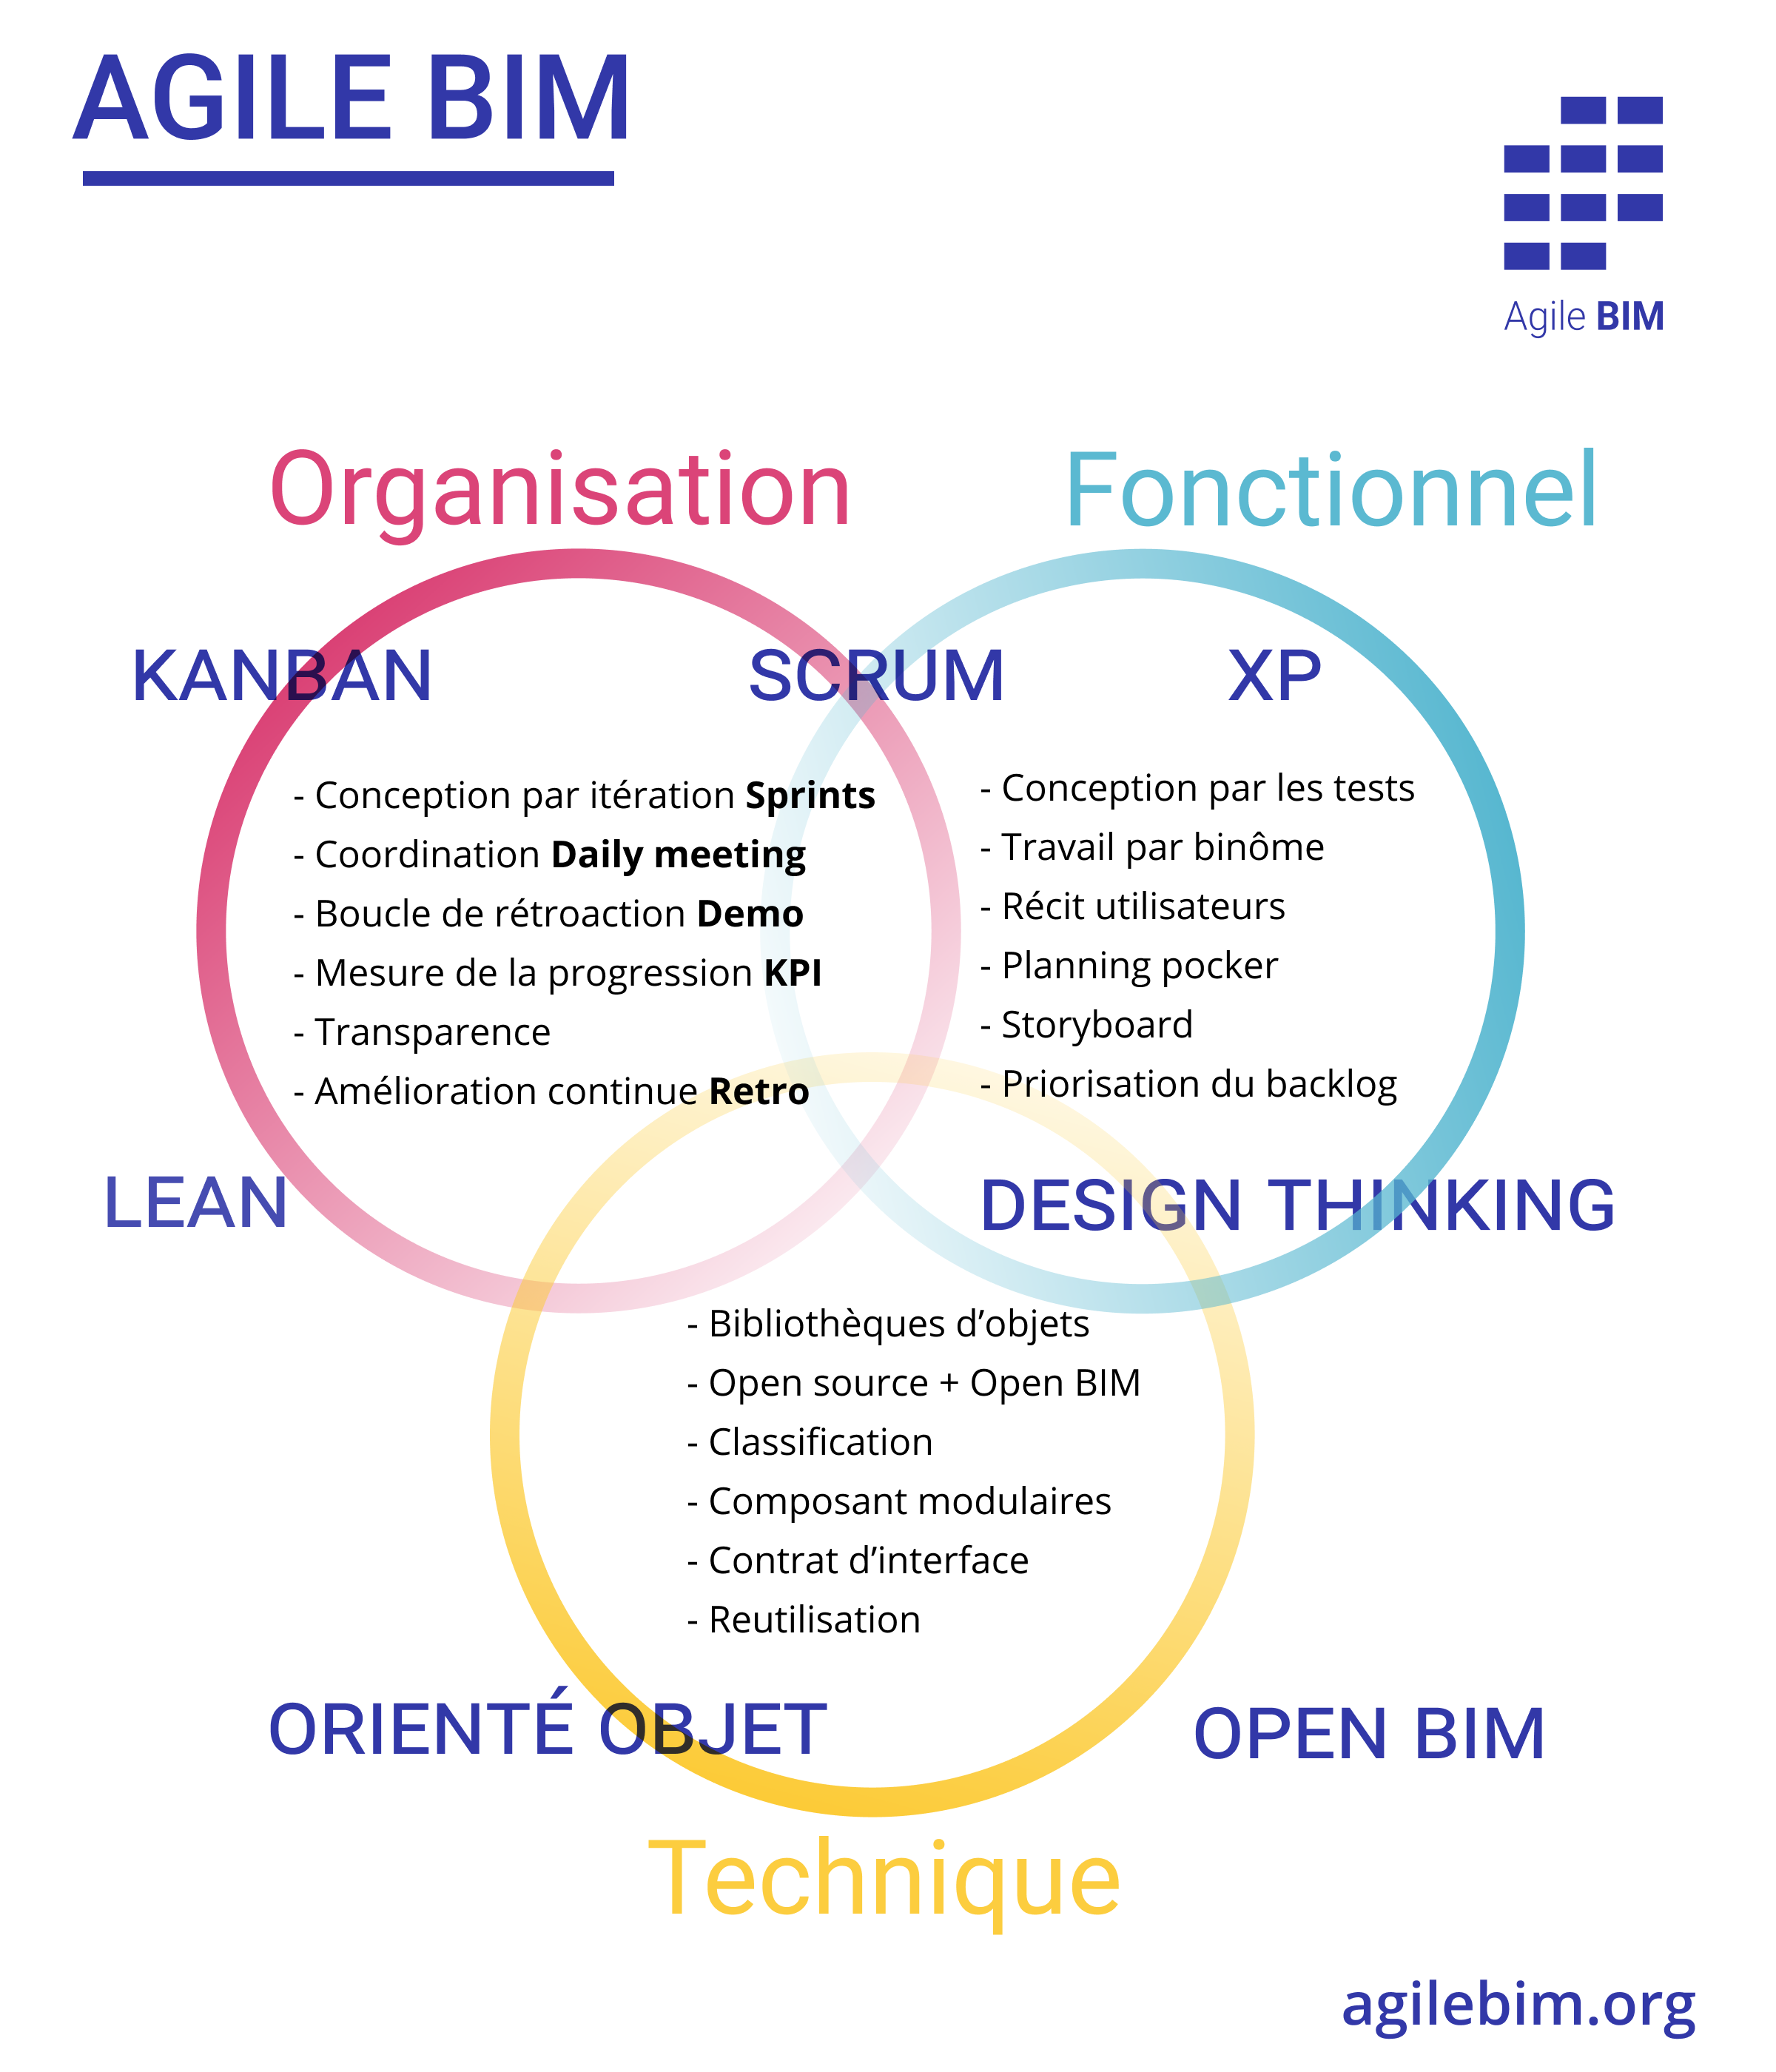 AGILE BIM
Agile BIM
Organisation
Fonctionnel
KANBAN
SCRUM
XP
- Conception par itération Sprints
- Coordination Daily meeting
- Boucle de rétroaction Demo
- Mesure de la progression KPI
- Transparence
- Amélioration continue Retro
- Conception par les tests
- Travail par binôme
- Récit utilisateurs
- Planning pocker
- Storyboard
- Priorisation du backlog
LEAN
DESIGN THINKING
- Bibliothèques d’objets
- Open source + Open BIM
- Classification
- Composant modulaires
- Contrat d’interface
- Reutilisation
ORIENTÉ OBJET
OPEN BIM
Technique
agilebim.org